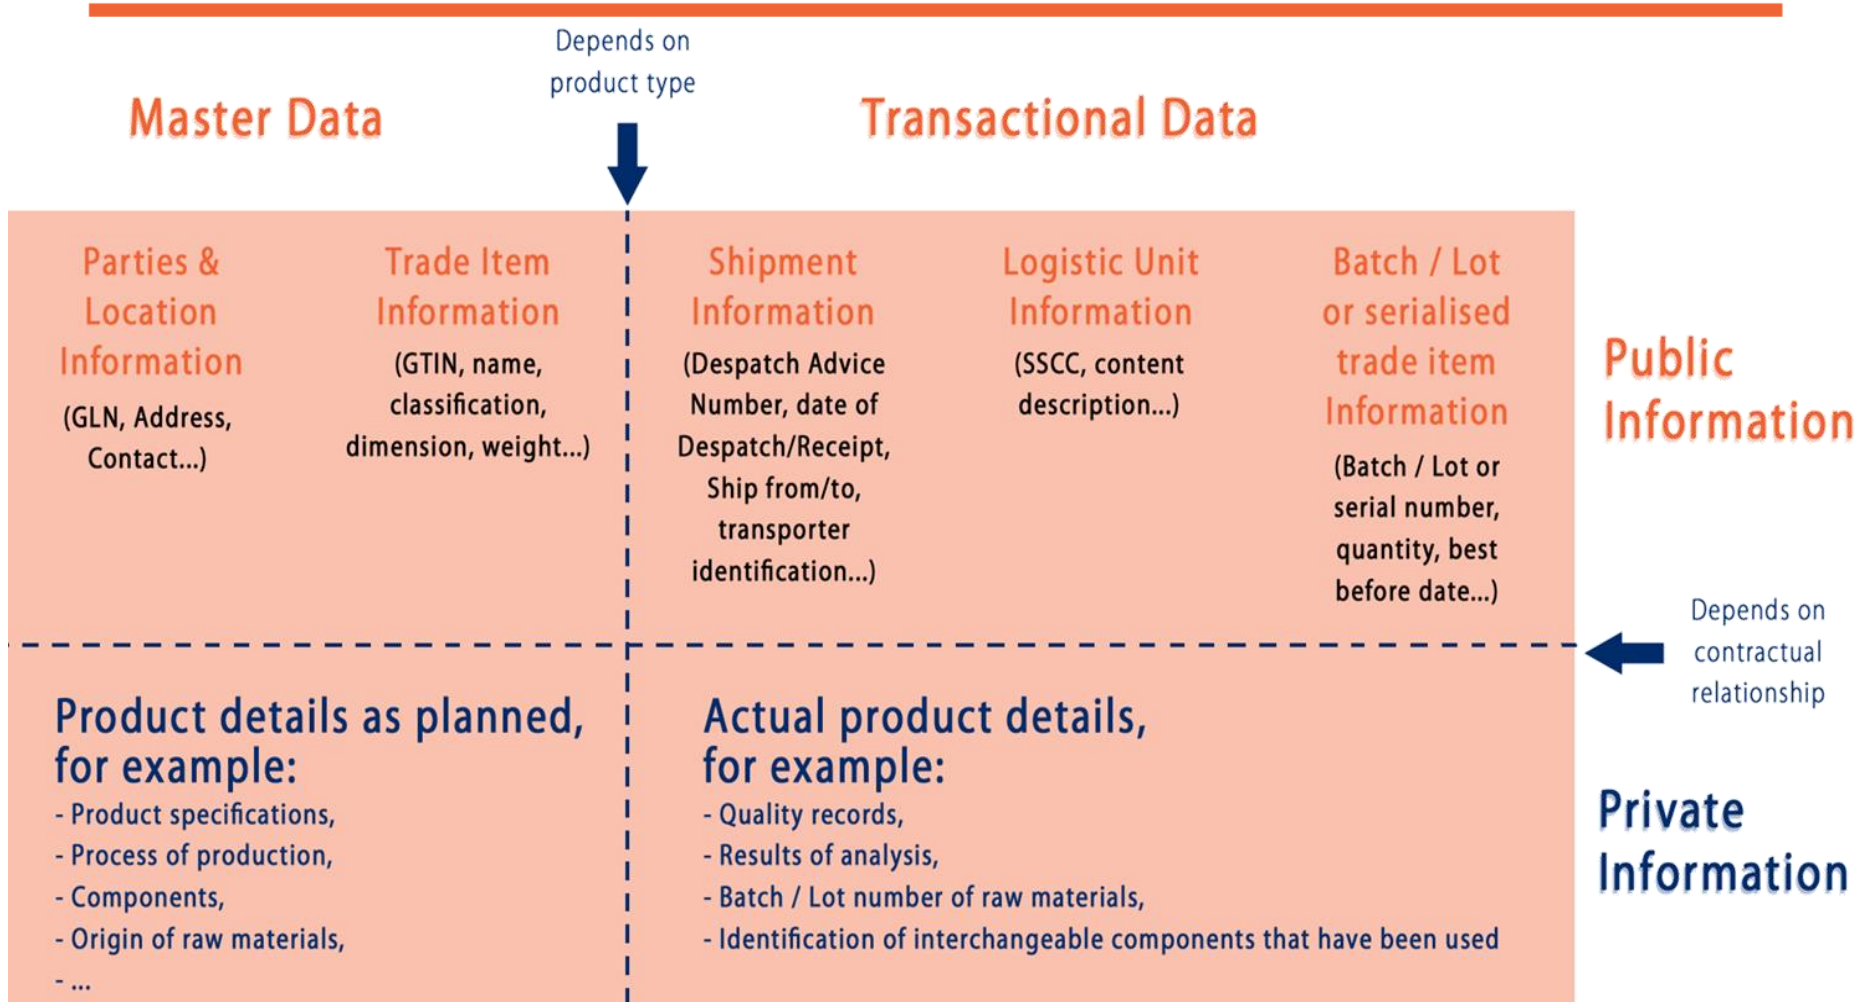 Depends on
product type
Master Data
Transactional Data
Parties &
Location
Information
(GLN, Address,
Contact...)
Trade Item
Information
(GTIN, name,
classification,
dimension, weight...)
Shipment
Information
(Despatch Advice
Number, date of
Despatch/Receipt,
Ship from/to,
transporter
identification...)
Logistic Unit
Information
(SSCC, content
description...)
Batch / Lot
or serialised
trade item
Information
(Batch / Lot or
serial number,
quantity, best
before date...)
Public
Information
Depends on
contractual
relationship
Product details as planned,
for example:
- Product specifications,
- Process of production,
- Components,
- Origin of raw materials,
- ...
Actual product details,
for example:
- Quality records,
- Results of analysis,
- Batch / Lot number of raw materials,
- Identification of interchangeable components that have been used
Private
Information